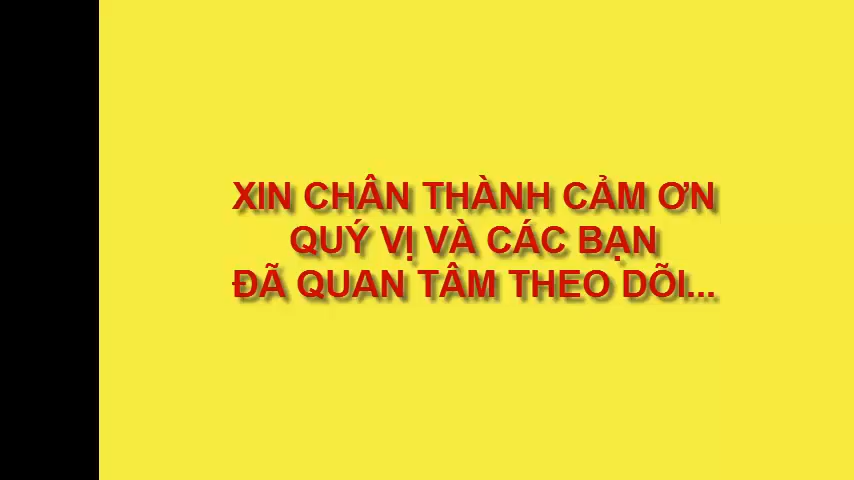 XIN CHÂN THÀNH CẢM ƠN
QUÝ VỊ VÀ CÁC BẠN
ĐÃ QUAN TÂM THEO DÕI...